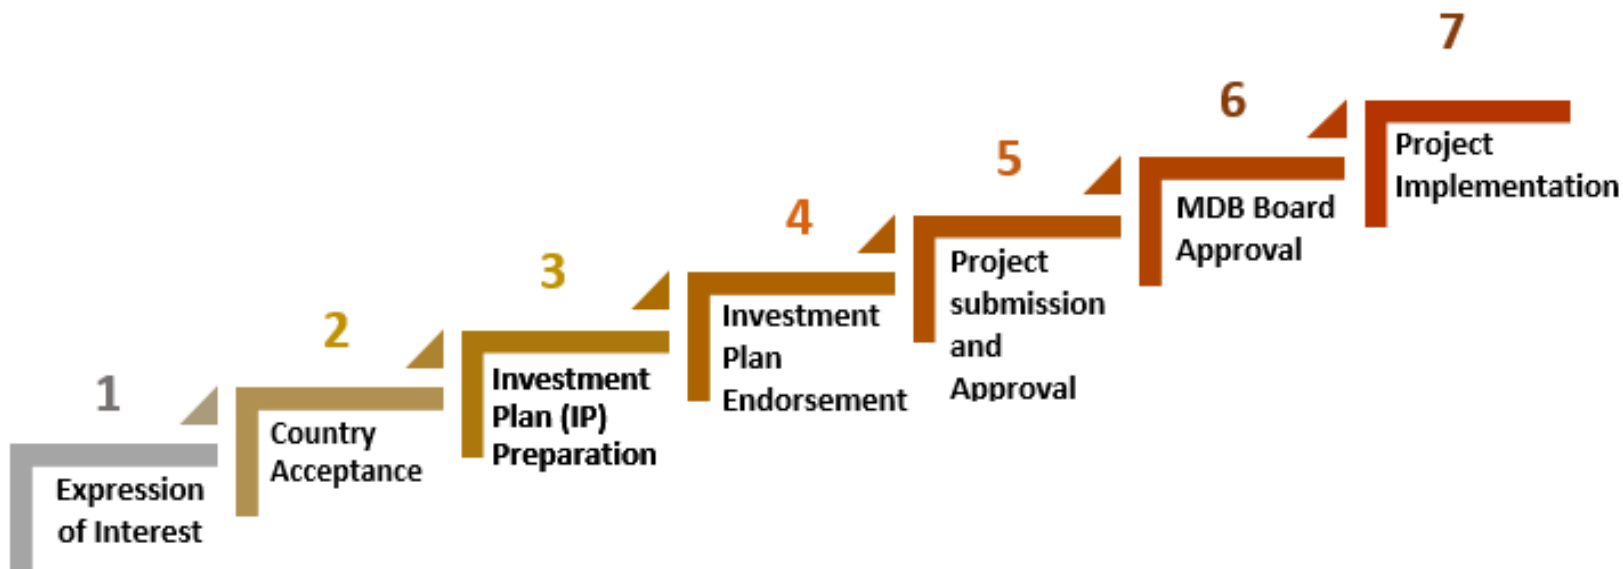 1
Expression
of Interest
2
Country
Acceptance
3
Investment
Plan (IP)
Preparation
4
Investment
Plan
Endorsement
5
Project
submission
and
Approval
6
MDB Board
Approval
7
Project
Implementation